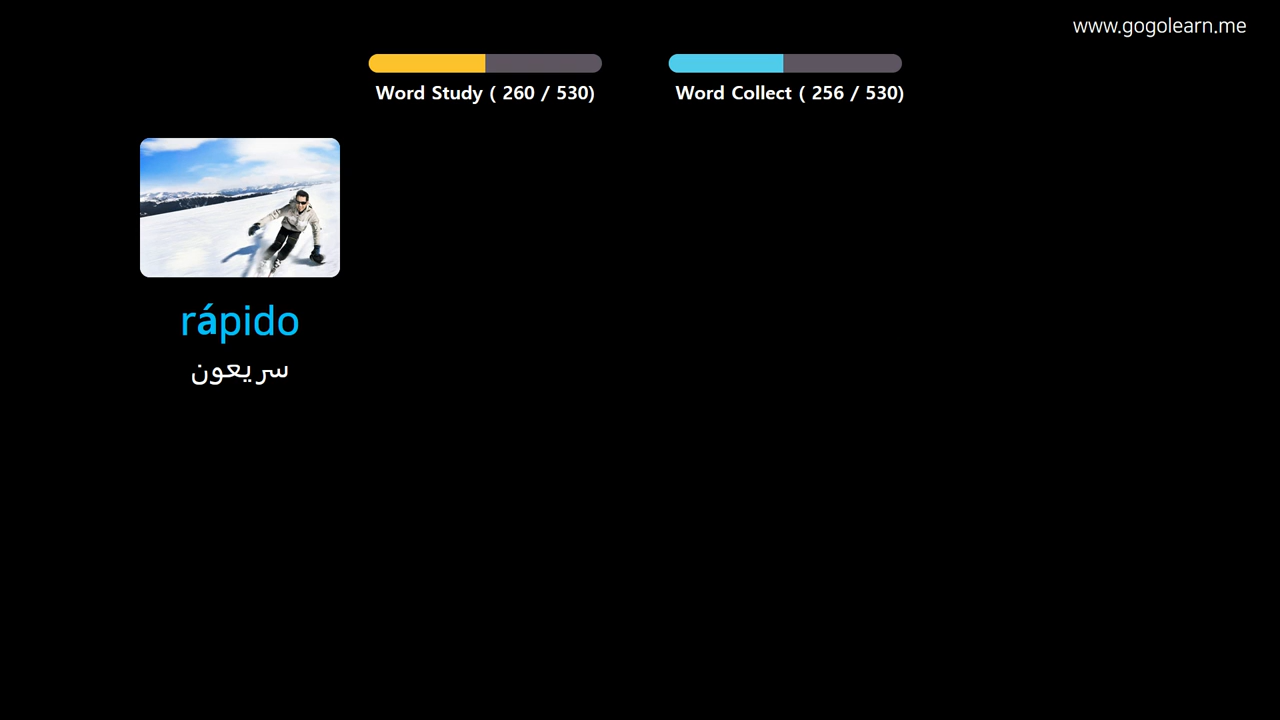 www.gogolearn.me
Word Study ( 260 / 530)
Word Collect ( 256 / 530)
rápido
سريعون